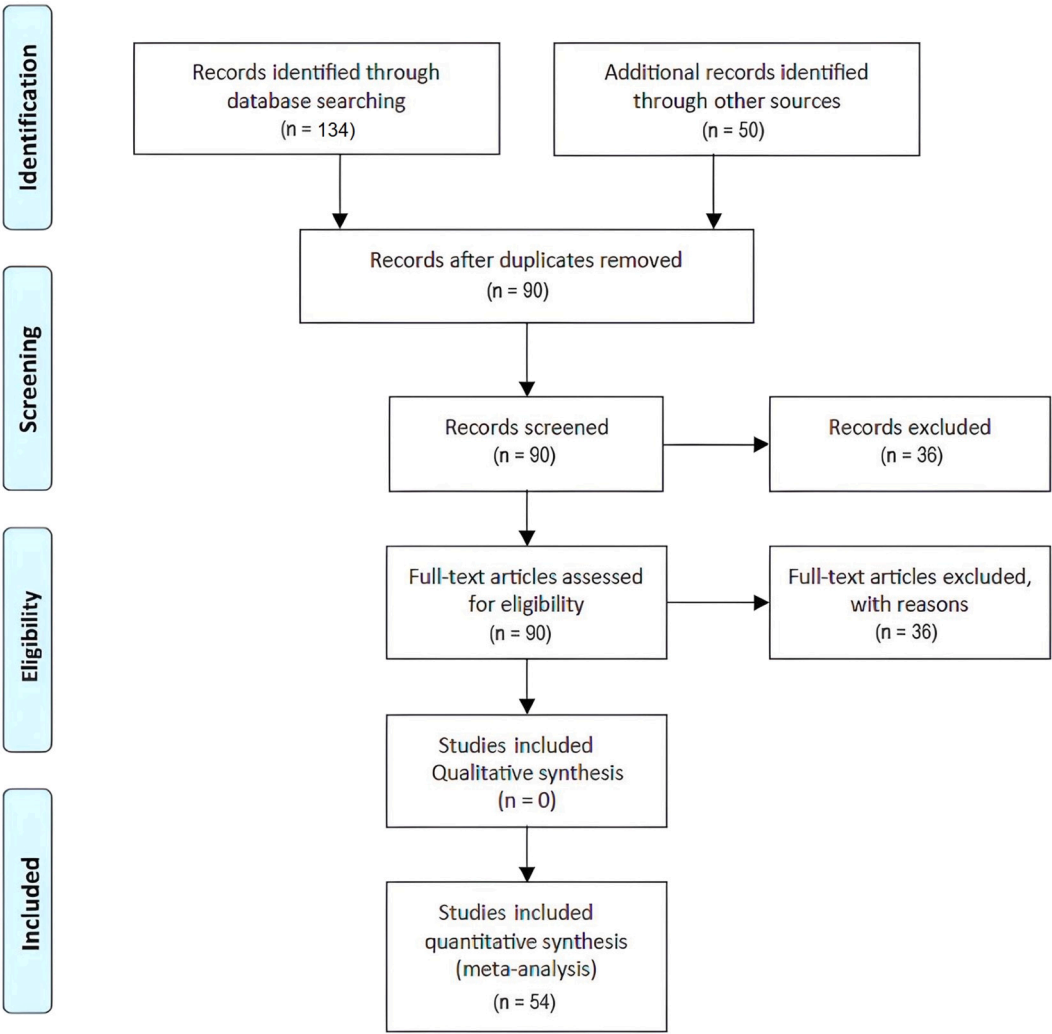 Identification
Records identified through
database searching
(n = 134)
Additional records identified
through other sources
(n = 50)
Records after duplicates removed
(n = 90)
Screening
Records screened
(n = 90)
Records excluded
(n = 36)
Eligibility
Full-text articles assessed
for eligibility
(n = 90)
Full-text articles excluded,
with reasons
(n = 36)
Studies included
Qualitative synthesis
(n = 0)
Included
Studies included
quantitative synthesis
(meta-analysis)
(n = 54)